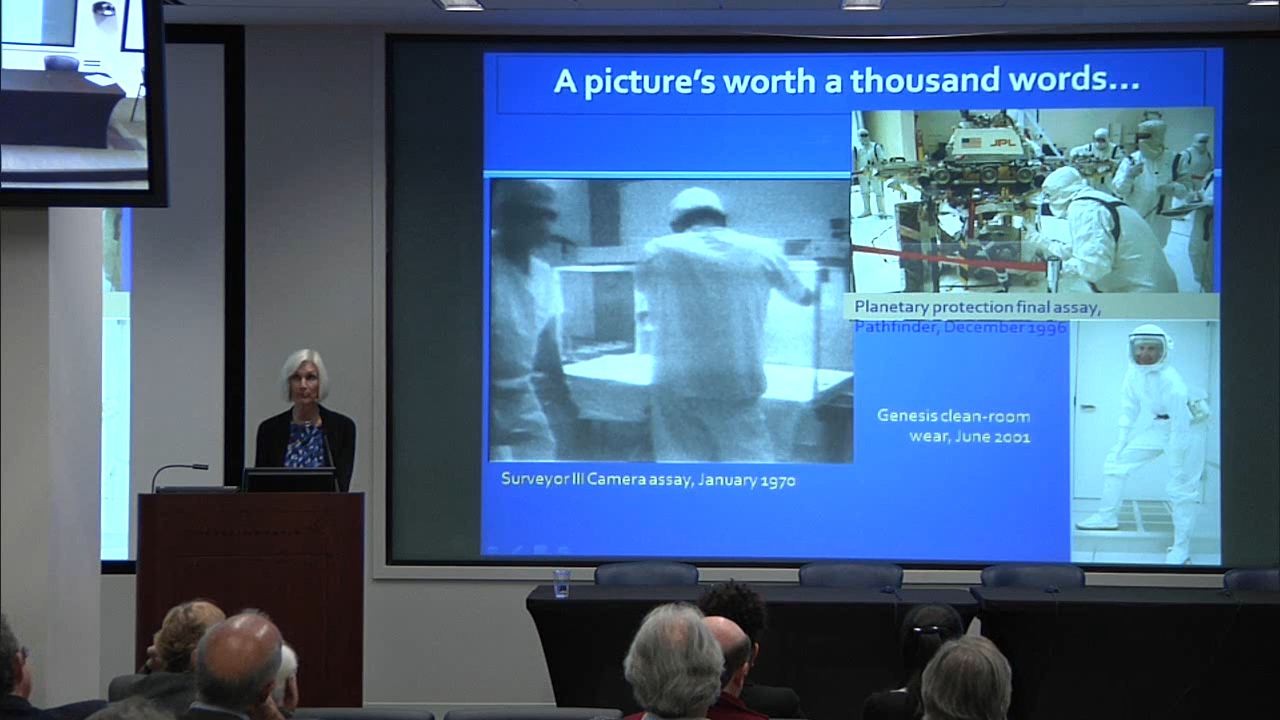 A picture's worth a thousand words...
JPL
Planetary protection final assay,
Pathfinder, December 1996
Genesis clean-room
wear, June 2001
Surveyor III Camera assay, January 1970